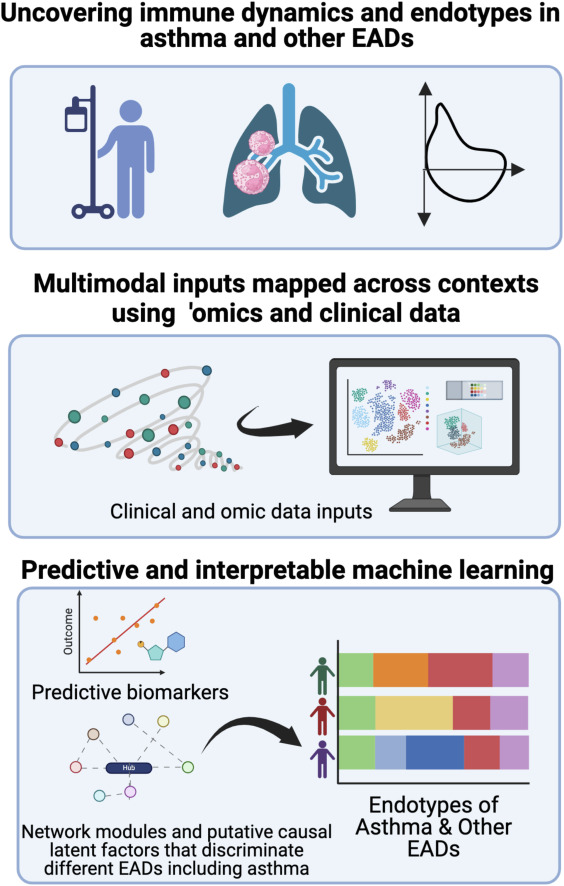 Uncovering immune dynamics and endotypes in
asthma and other EADs
Multimodal inputs mapped across contexts
using 'omics and clinical data
Clinical and omic data inputs
Predictive and interpretable machine learning
Outcome
Predictive biomarkers
Hub
Network modules and putative causal
latent factors that discriminate
different EADs including asthma
Endotypes of
Asthma & Other
EADs